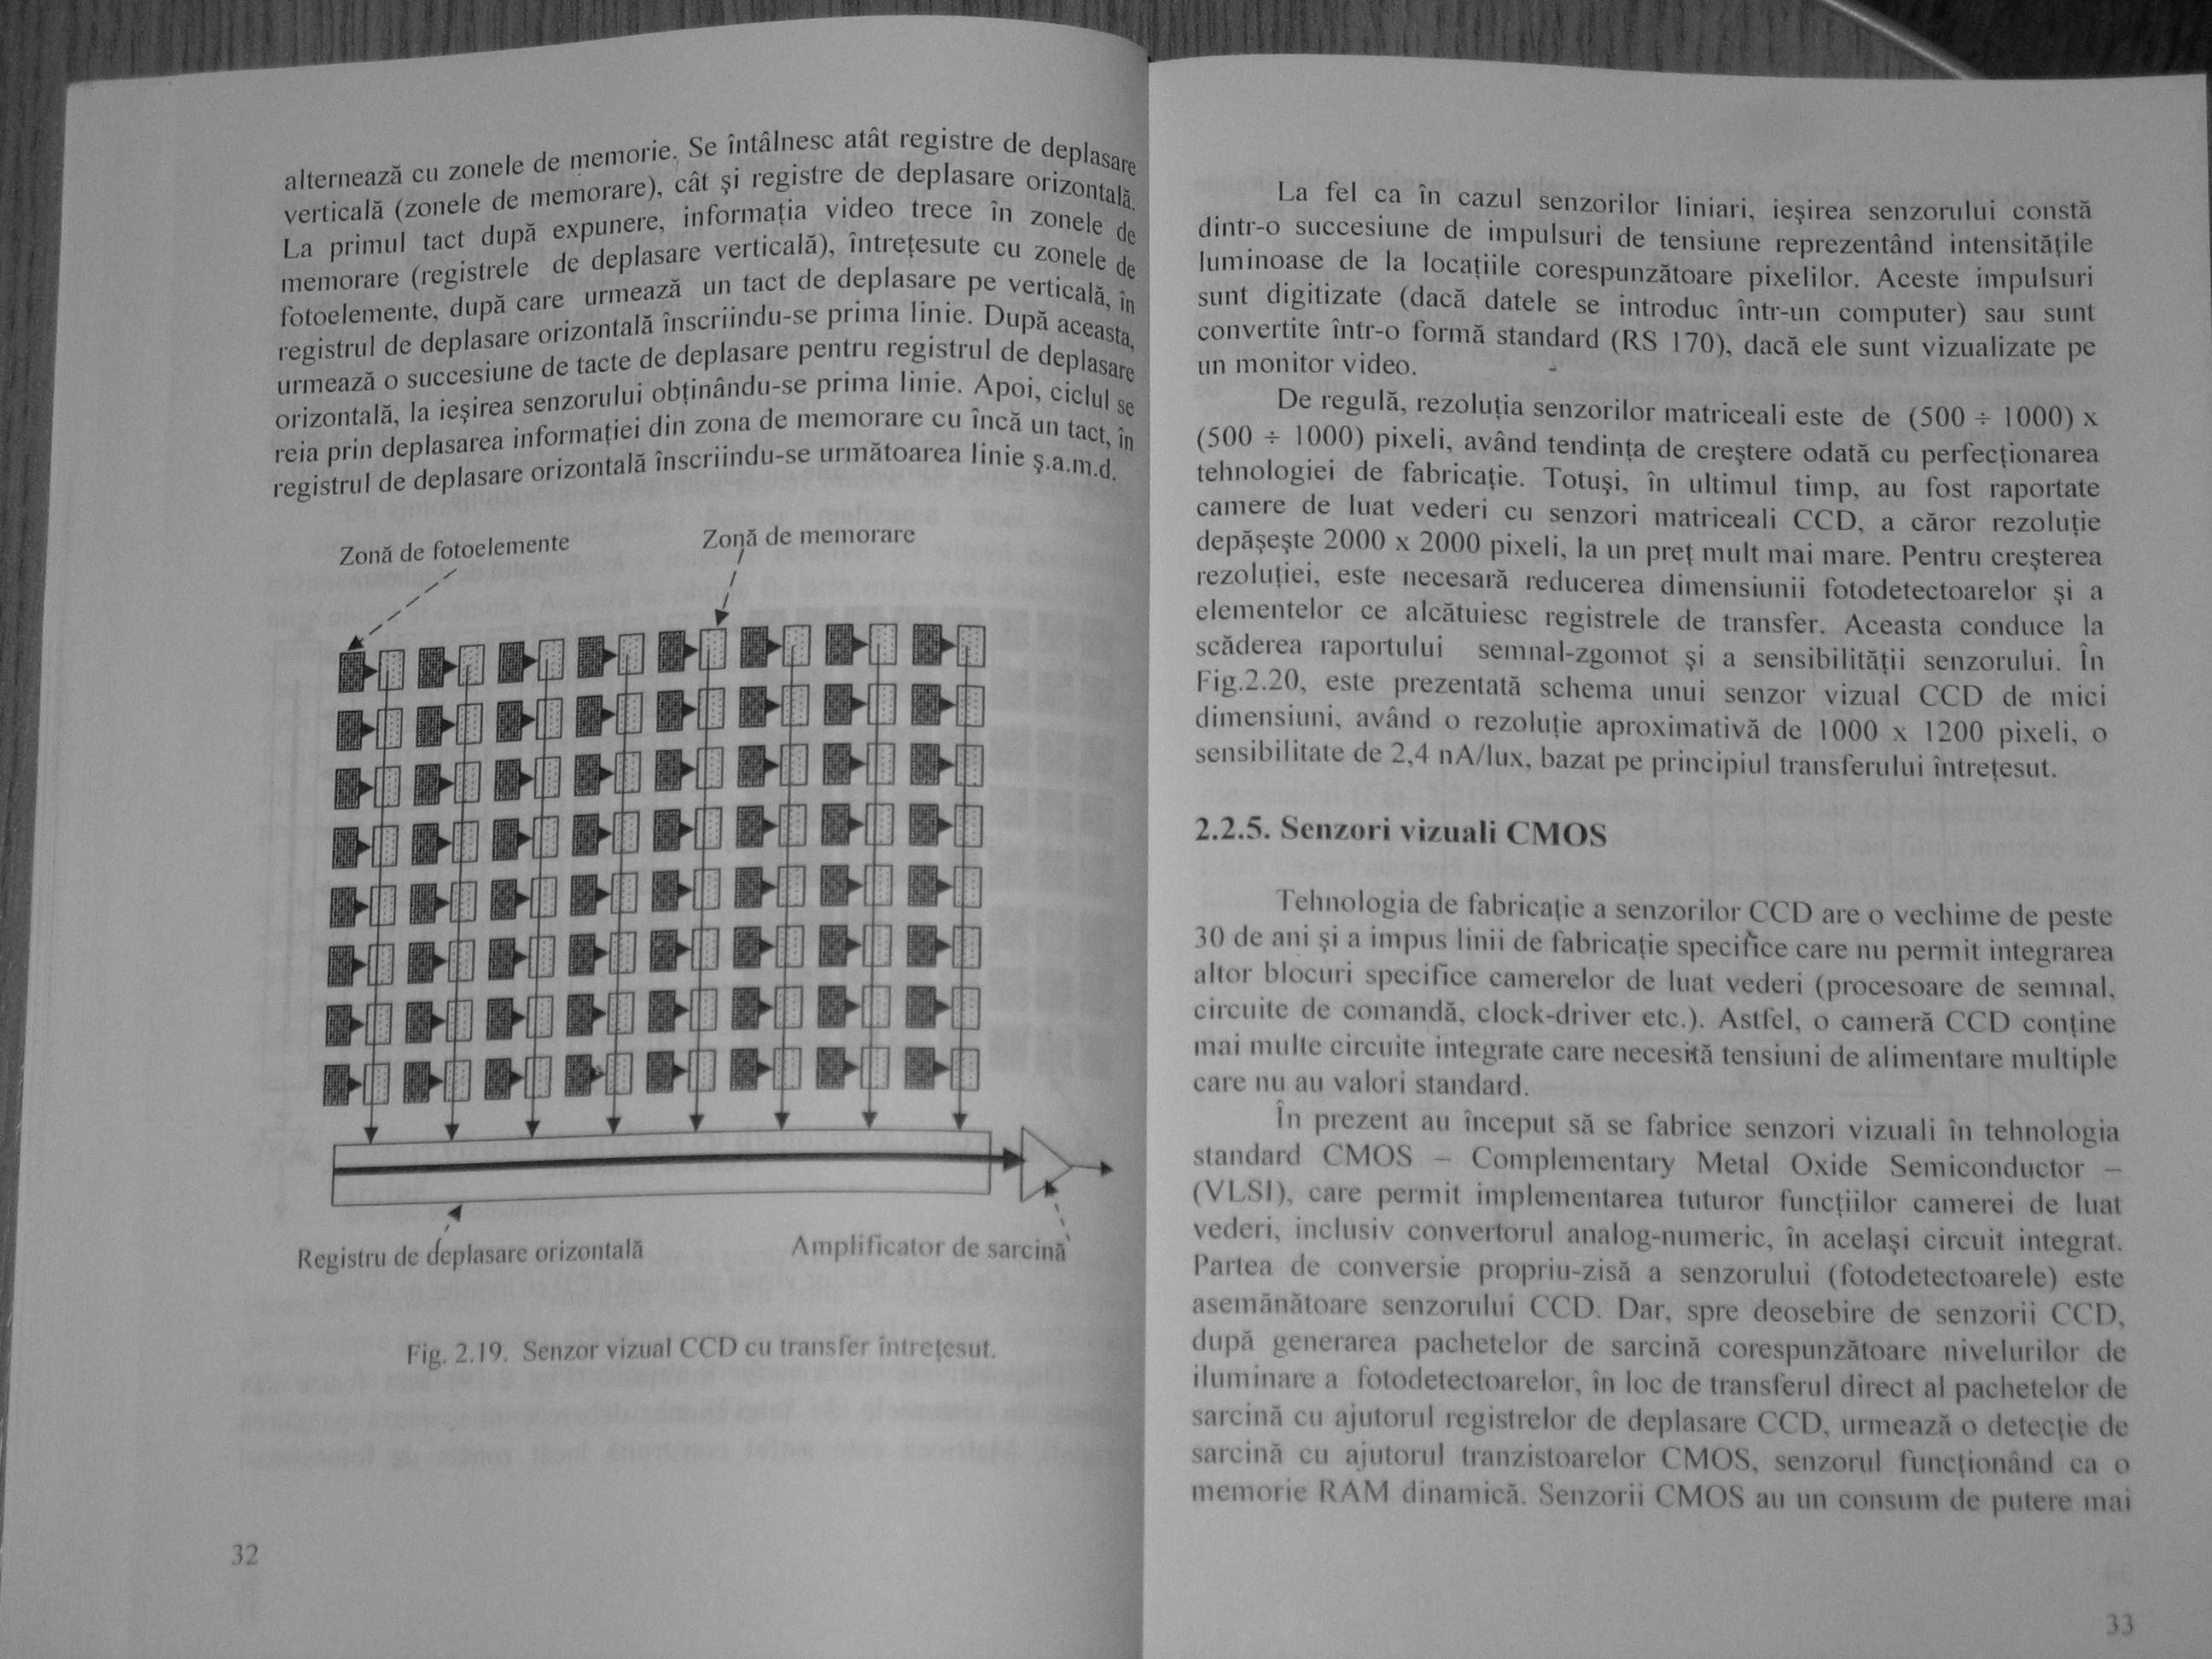 alternează cu zonele de memorie. Se întâlnesc atât registre de deplasare
verticală (zonele de memorare), cât şi registre de deplasare orizontală.
La primul tact după expunere, informaţia video trece în zonele de
memorare (registrele de deplasare verticală), întreţesute cu zonele de
fotoelemente, după care urmează un tact de deplasare pe verticală, în
registrul de deplasare orizontală înscriindu-se prima linie. După aceasta,
urmează o succesiune de tacte de deplasare pentru registrul de deplasare
orizontală, la ieşirea senzorului obţinându-se prima linie. Apoi, ciclul se
reia prin deplasarea informaţiei din zona de memorare cu încă un tact, în
registrul de deplasare orizontală înscriindu-se următoarea linie ş.a.m.d.
Zonă de fotoelemente
Zonă de memorare
Registru de deplasare orizontală
Amplificator de sarcină
Fig. 2.19. Senzor vizual CCD cu transfer întreţesut.
32
La fel ca în cazul senzorilor liniari, ieşirea senzorului constă
dintr-o succesiune de impulsuri de tensiune reprezentând intensităţile
luminoase de la locaţiile corespunzătoare pixelilor. Aceste impulsuri
sunt digitizate (dacă datele se introduc într-un computer) sau sunt
convertite într-o formă standard (RS 170), dacă ele sunt vizualizate pe
un monitor video.
De regulă, rezoluţia senzorilor matriceali este de (500 ÷ 1000) x
(500 ÷ 1000) pixeli, având tendinţa de creştere odată cu perfecţionarea
tehnologiei de fabricaţie. Totuşi, în ultimul timp, au fost raportate
camere de luat vederi cu senzori matriceali CCD, a căror rezoluţie
depăşeşte 2000 x 2000 pixeli, la un preţ mult mai mare. Pentru creşterea
rezoluţiei, este necesară reducerea dimensiunii fotodetectoarelor şi a
elementelor ce alcătuiesc registrele de transfer. Aceasta conduce la
scăderea raportului semnal-zgomot şi a sensibilităţii senzorului. În
Fig.2.20, este prezentată schema unui senzor vizual CCD de mici
dimensiuni, având o rezoluţie aproximativă de 1000 x 1200 pixeli, o
sensibilitate de 2,4 nA/lux, bazat pe principiul transferului întreţesut.
2.2.5. Senzori vizuali CMOS
Tehnologia de fabricaţie a senzorilor CCD are o vechime de peste
30 de ani şi a impus linii de fabricaţie specifice care nu permit integrarea
altor blocuri specifice camerelor de luat vederi (procesoare de semnal,
circuite de comandă, clock-driver etc.). Astfel, o cameră CCD conţine
mai multe circuite integrate care necesită tensiuni de alimentare multiple
care nu au valori standard.
În prezent au început să se fabrice senzori vizuali în tehnologia
standard CMOS – Complementary Metal Oxide Semiconductor –
(VLSI), care permit implementarea tuturor funcţiilor camerei de luat
vederi, inclusiv convertorul analog-numeric, în acelaşi circuit integrat.
Partea de conversie propriu-zisă a senzorului (fotodetectoarele) este
asemănătoare senzorului CCD. Dar, spre deosebire de senzorii CCD,
după generarea pachetelor de sarcină corespunzătoare nivelurilor de
iluminare a fotodetectoarelor, în loc de transferul direct al pachetelor de
sarcină cu ajutorul registrelor de deplasare CCD, urmează o detecţie de
sarcină cu ajutorul tranzistoarelor CMOS, senzorul funcţionând ca o
memorie RAM dinamică. Senzorii CMOS au un consum de putere mai
33